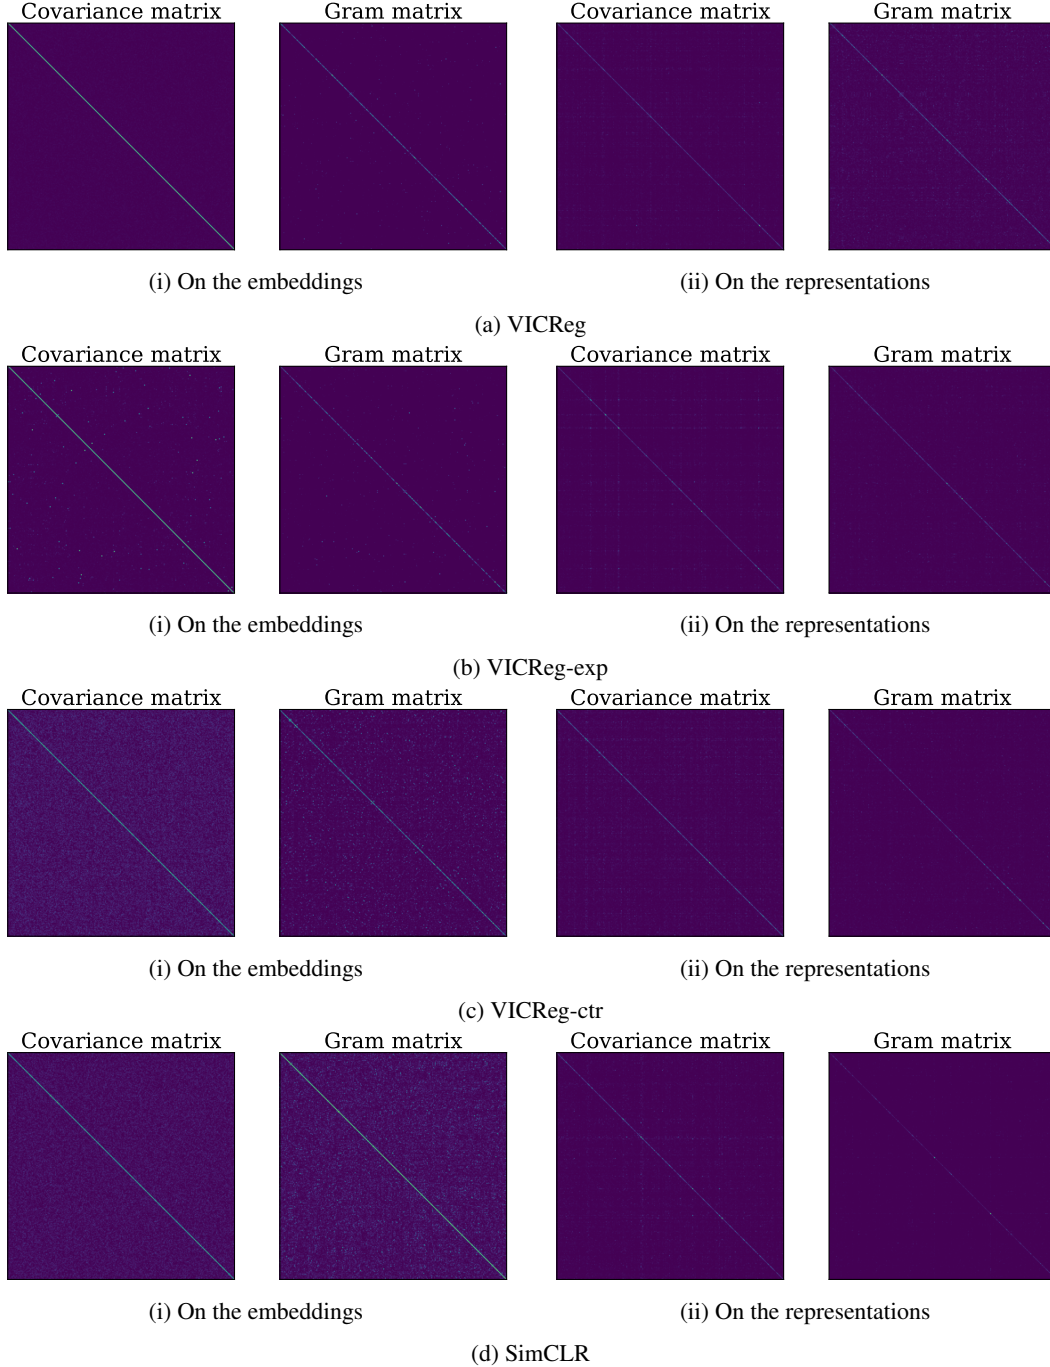 Covariance matrix Gram matrix Covariance matrix Gram matrix
(i) On the embeddings (ii) On the representations
(a) VICReg
Covariance matrix Gram matrix Covariance matrix Gram matrix
(i) On the embeddings (ii) On the representations
(b) VICReg-exp
Covariance matrix Gram matrix Covariance matrix Gram matrix
(i) On the embeddings (ii) On the representations
(c) VICReg-ctr
Covariance matrix Gram matrix Covariance matrix Gram matrix
(i) On the embeddings (ii) On the representations
(d) SimCLR